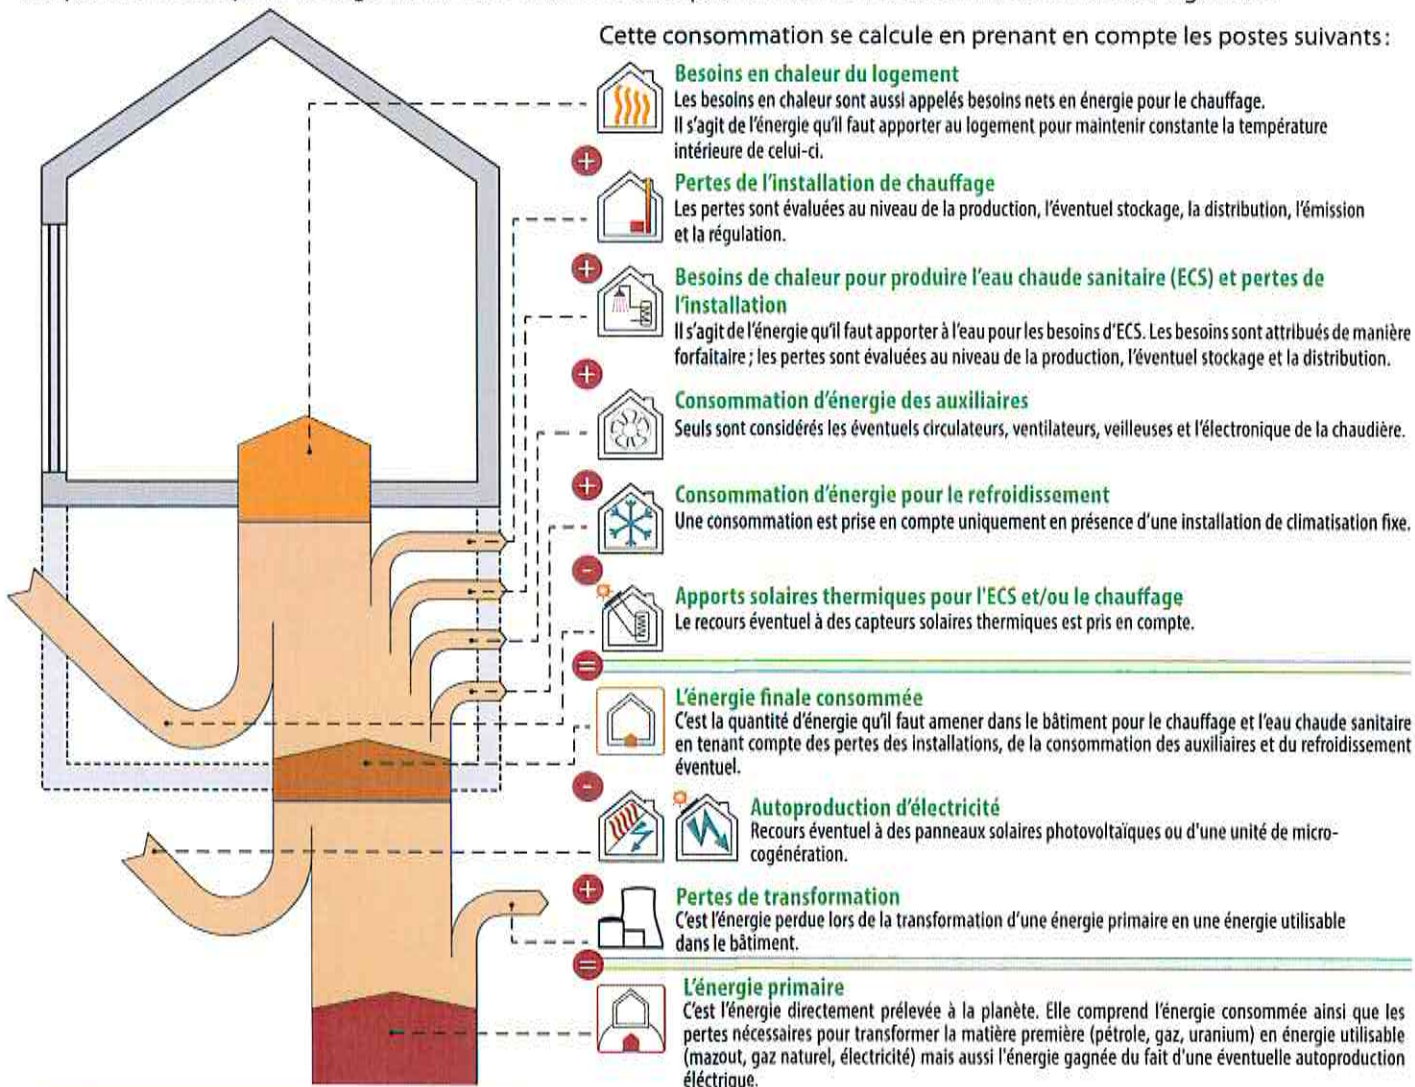 Cette consommation se calcule en prenant en compte les postes suivants:
Besoins en chaleur du logement
Les besoins en chaleur sont aussi appelés besoins nets en énergie pour le chauffage.
Il s'agit de l'énergie qu'il faut apporter au logement pour maintenir constante la température
intérieure de celui-ci.
+
Pertes de l'installation de chauffage
Les pertes sont évaluées au niveau de la production, l'éventuel stockage, la distribution, l'émission
et la régulation.
+
Besoins de chaleur pour produire l'eau chaude sanitaire (ECS) et pertes de
l'installation
Il s'agit de l'énergie qu'il faut apporter à l'eau pour les besoins d'ECS. Les besoins sont attribués de manière
forfaitaire ; les pertes sont évaluées au niveau de la production, l'éventuel stockage et la distribution.
+
Consommation d'énergie des auxiliaires
Seuls sont considérés les éventuels circulateurs, ventilateurs, veilleuses et l'électronique de la chaudière.
+
Consommation d'énergie pour le refroidissement
Une consommation est prise en compte uniquement en présence d'une installation de climatisation fixe.
-
Apports solaires thermiques pour l'ECS et/ou le chauffage
Le recours éventuel à des capteurs solaires thermiques est pris en compte.
=
L'énergie finale consommée
C'est la quantité d'énergie qu'il faut amener dans le bâtiment pour le chauffage et l'eau chaude sanitaire
en tenant compte des pertes des installations, de la consommation des auxiliaires et du refroidissement
éventuel.
-
Autoproduction d'électricité
Recours éventuel à des panneaux solaires photovoltaïques ou d'une unité de micro-
cogénération.
+
Pertes de transformation
C'est l'énergie perdue lors de la transformation d'une énergie primaire en une énergie utilisable
dans le bâtiment.
=
L'énergie primaire
C'est l'énergie directement prélevée à la planète. Elle comprend l'énergie consommée ainsi que les
pertes nécessaires pour transformer la matière première (pétrole, gaz, uranium) en énergie utilisable
(mazout, gaz naturel, électricité) mais aussi l'énergie gagnée du fait d'une éventuelle autoproduction
éléctrique.